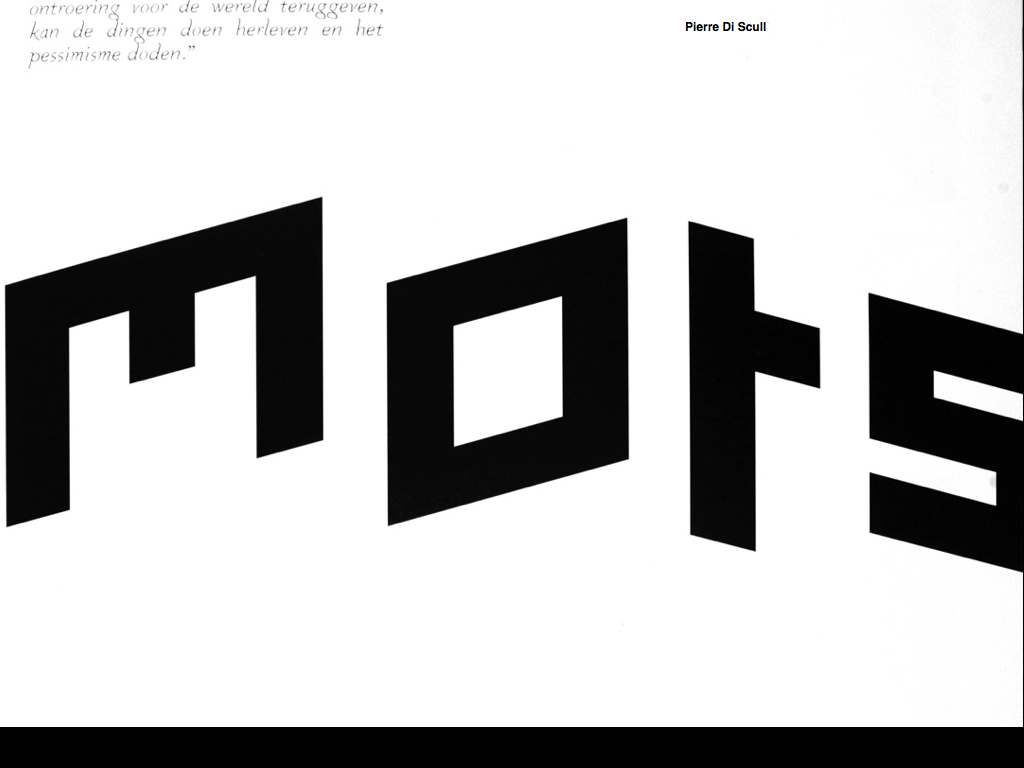 ontroering voor de wereld teruggeven,
kan de dingen doen herleven en het
pessimisme doden.”
Pierre Di Scull
Mots